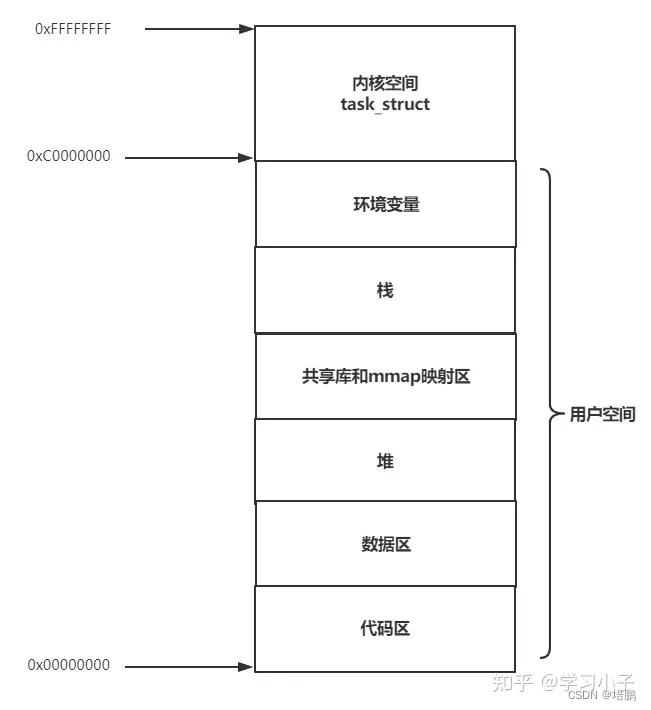 0xFFFFFFFF
内核空间
task_struct
0xC0000000
环境变量
栈
共享库和mmap映射区
堆
用户空间
数据区
代码区
0x00000000
知乎 @学习小子
CSDN @培鹏